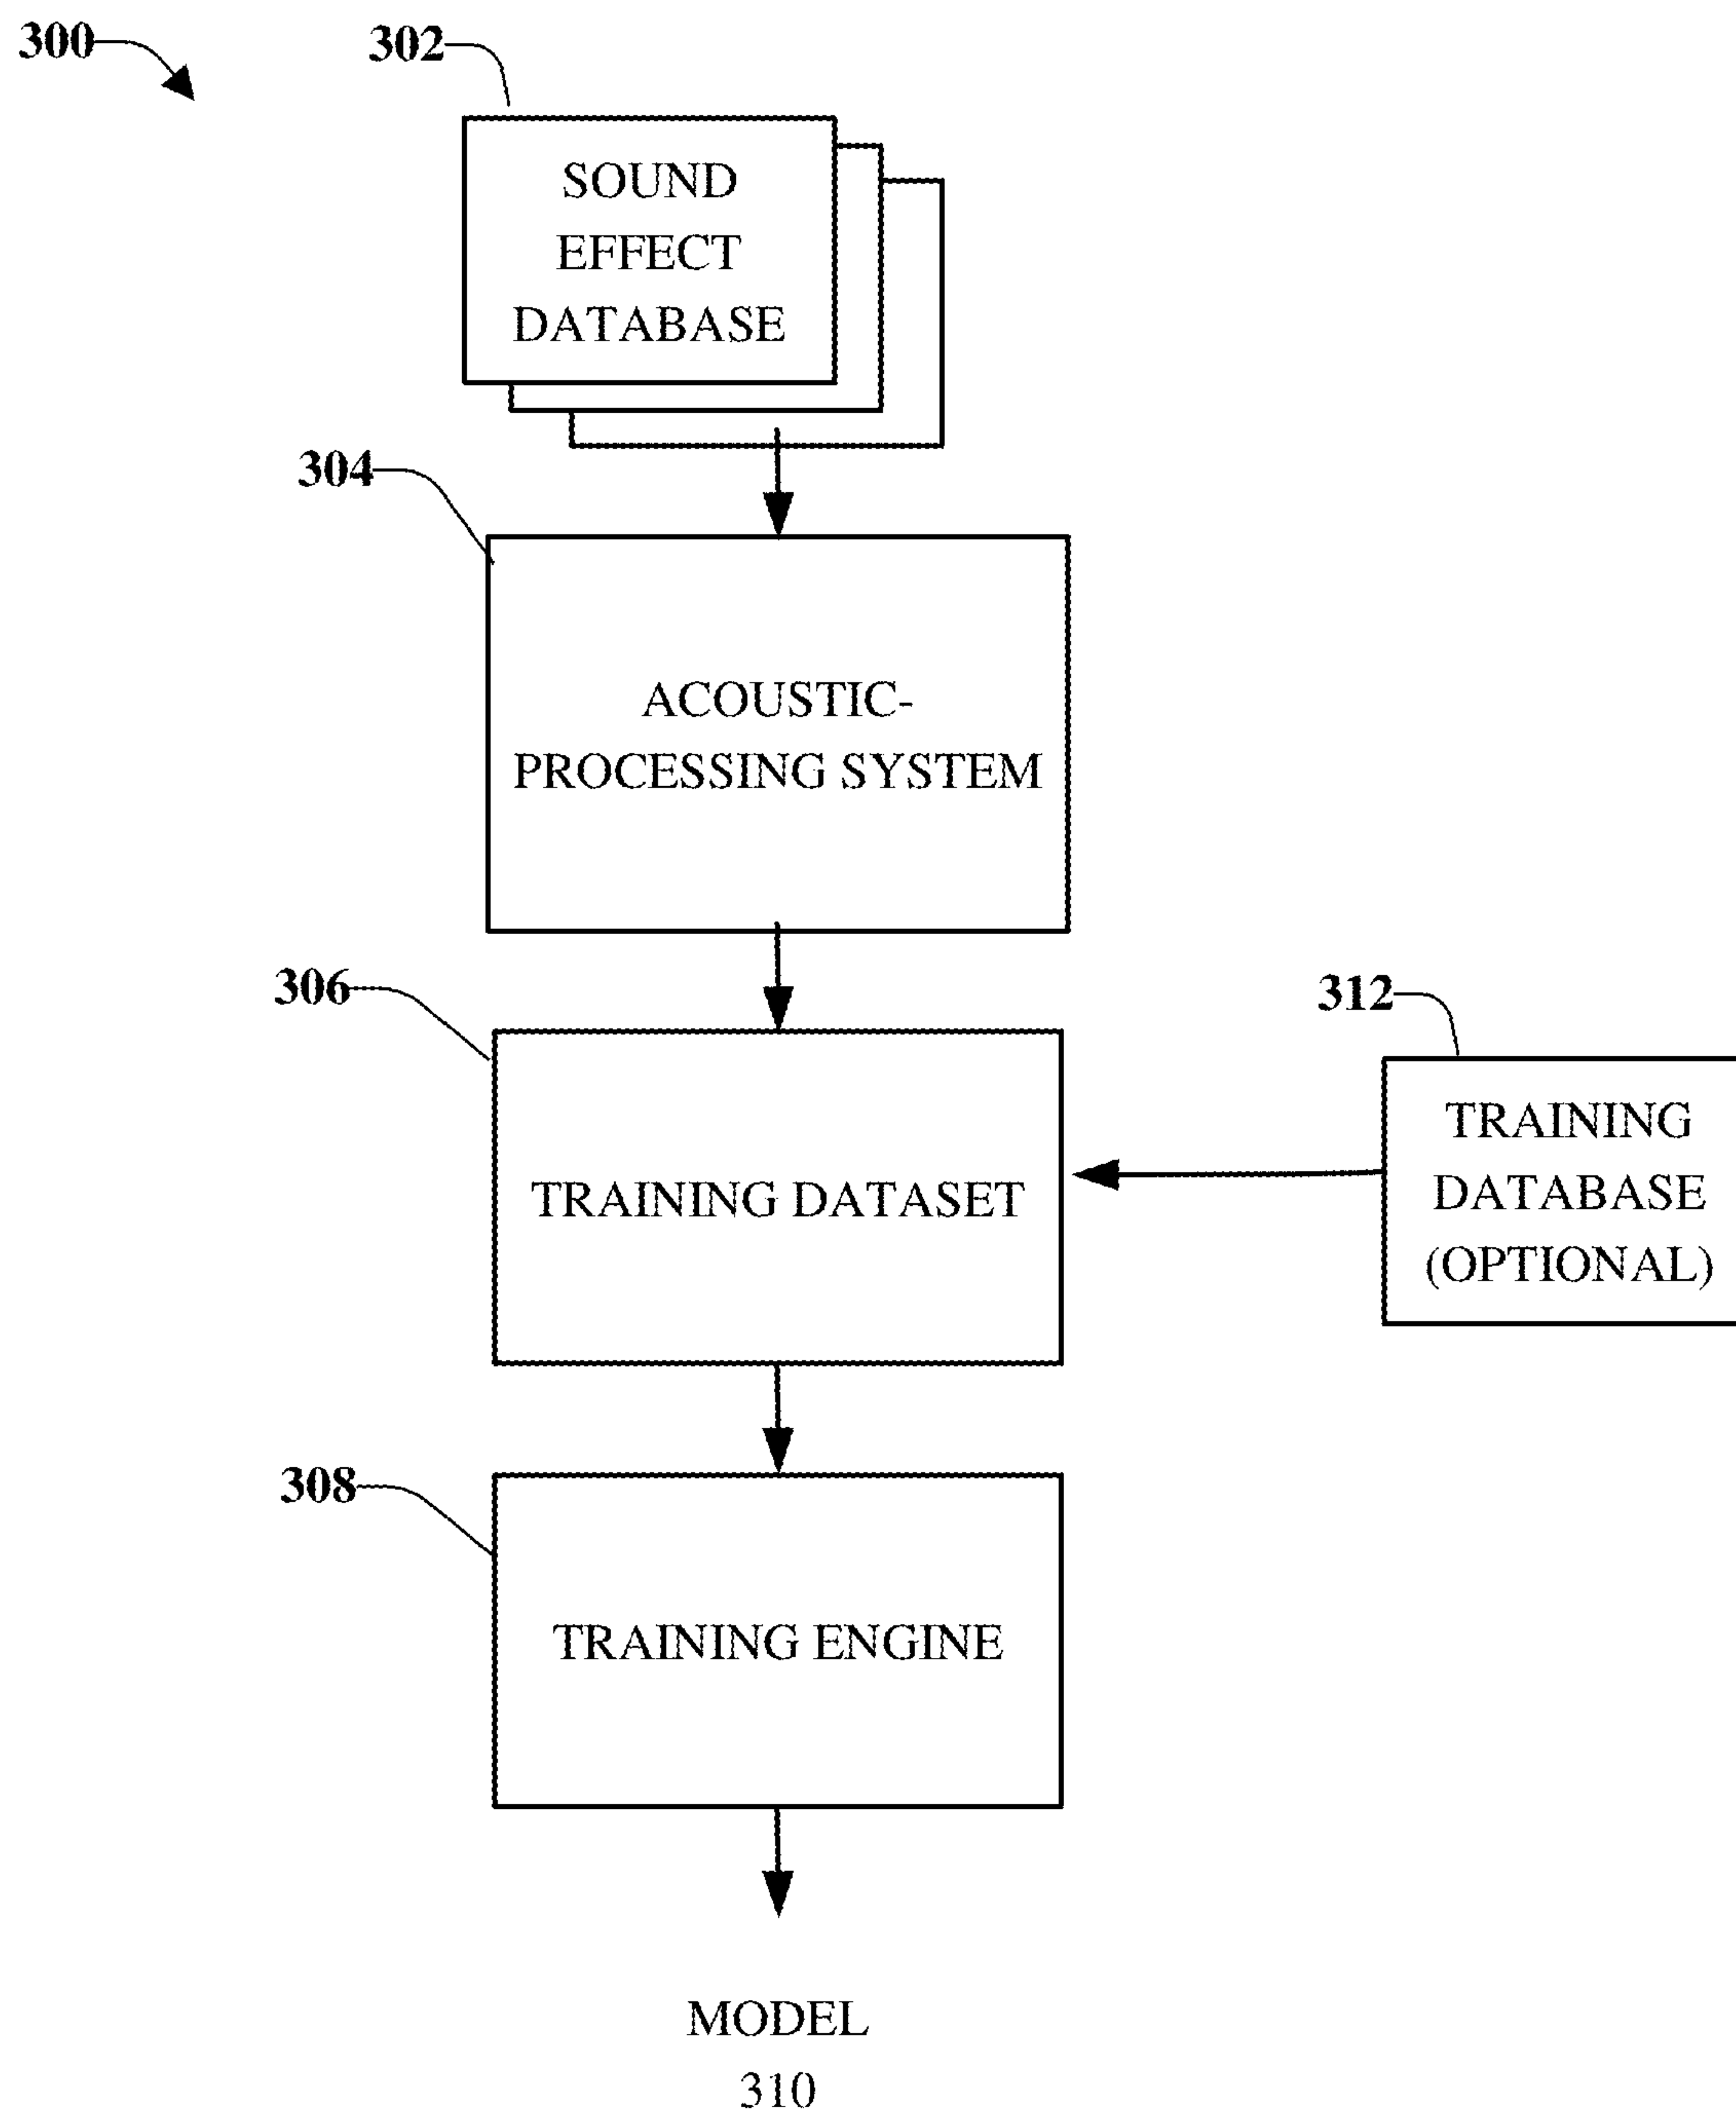 300
302
SOUND
EFFECT
DATABASE
304
ACOUSTIC-
PROCESSING SYSTEM
306
312
TRAINING DATASET
TRAINING
DATABASE
(OPTIONAL)
308
TRAINING ENGINE
MODEL
310